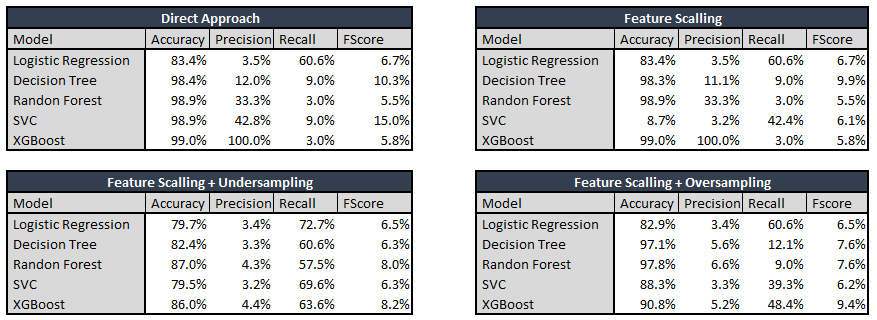 Direct Approach
Model Accuracy Precision Recall FScore
Logistic Regression 83.4% 3.5% 60.6% 6.7%
Decision Tree 98.4% 12.0% 9.0% 10.3%
Randon Forest 98.9% 33.3% 3.0% 5.5%
SVC 98.9% 42.8% 9.0% 15.0%
XGBoost 99.0% 100.0% 3.0% 5.8%
Feature Scalling
Model Accuracy Precision Recall FScore
Logistic Regression 83.4% 3.5% 60.6% 6.7%
Decision Tree 98.3% 11.1% 9.0% 9.9%
Randon Forest 98.9% 33.3% 3.0% 5.5%
SVC 8.7% 3.2% 42.4% 6.1%
XGBoost 99.0% 100.0% 3.0% 5.8%
Feature Scalling + Undersampling
Model Accuracy Precision Recall FScore
Logistic Regression 79.7% 3.4% 72.7% 6.5%
Decision Tree 82.4% 3.3% 60.6% 6.3%
Randon Forest 87.0% 4.3% 57.5% 8.0%
SVC 79.5% 3.2% 69.6% 6.3%
XGBoost 86.0% 4.4% 63.6% 8.2%
Feature Scalling + Oversampling
Model Accuracy Precision Recall Fscore
Logistic Regression 82.9% 3.4% 60.6% 6.5%
Decision Tree 97.1% 5.6% 12.1% 7.6%
Randon Forest 97.8% 6.6% 9.0% 7.6%
SVC 88.3% 3.3% 39.3% 6.2%
XGBoost 90.8% 5.2% 48.4% 9.4%